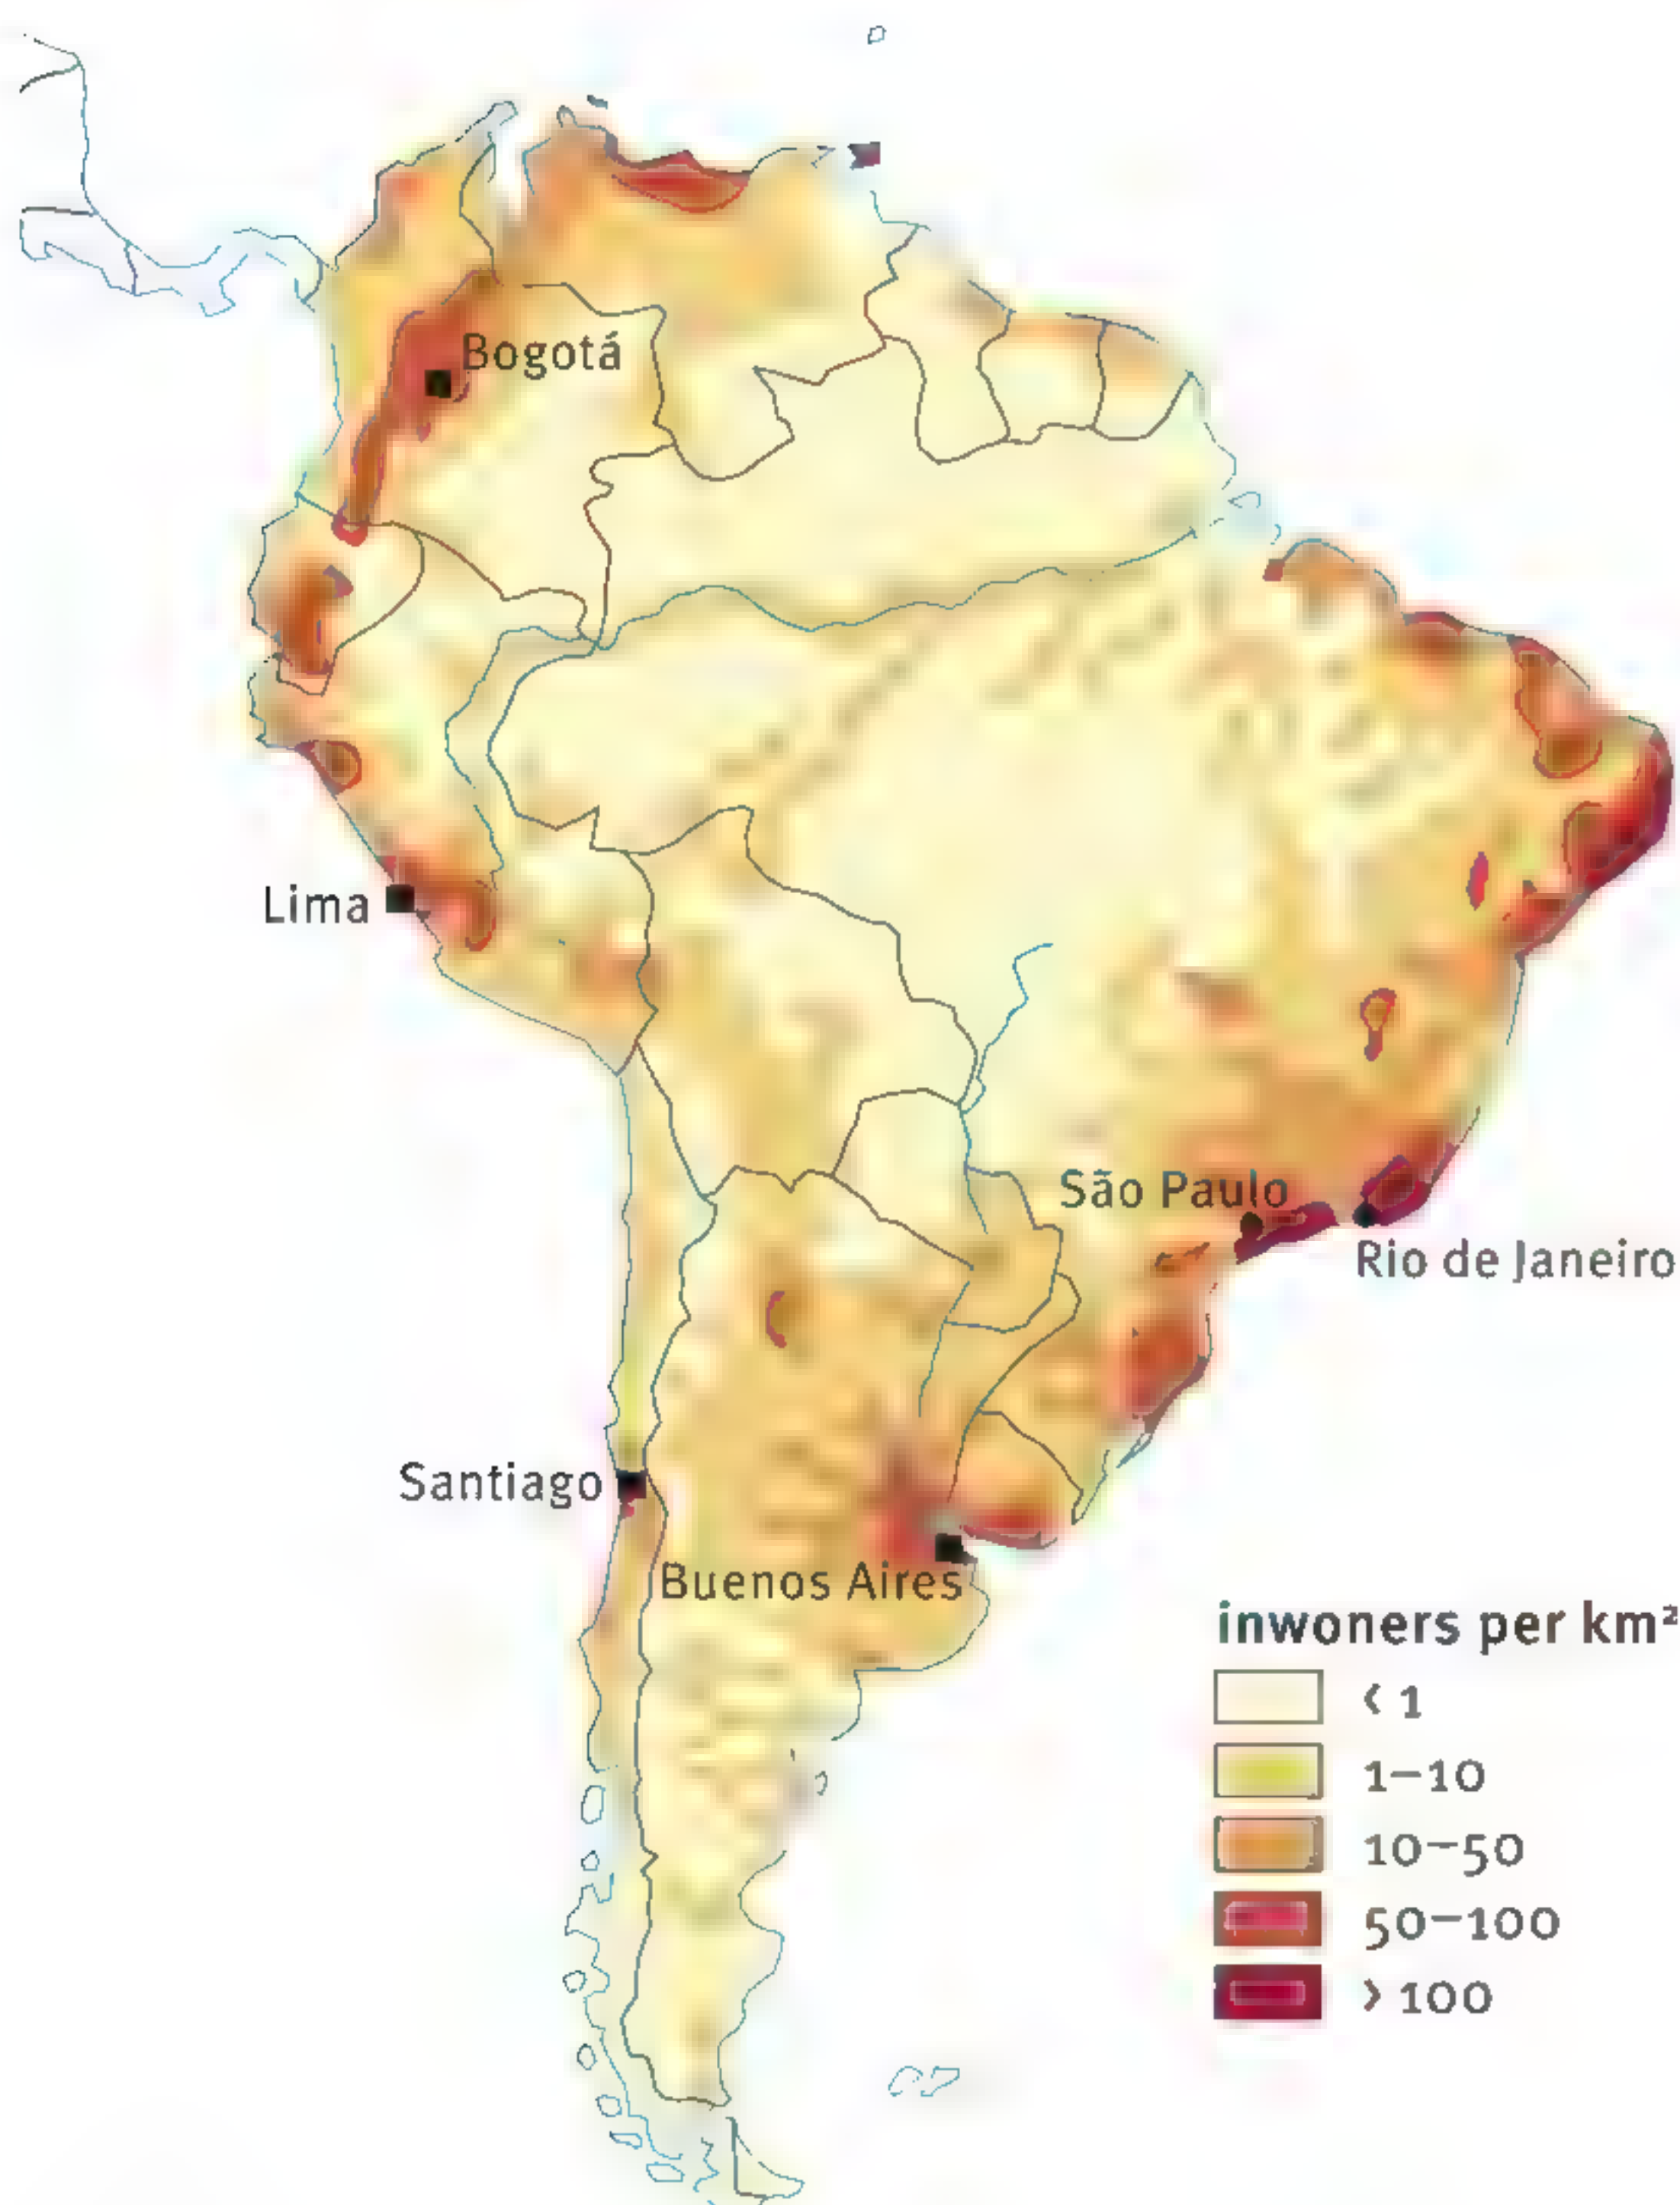 Bogotá
Lima
São Paulo
Rio de Janeiro
Santiago
Buenos Aires
inwoners per km²
< 1
1–10
10–50
50–100
> 100